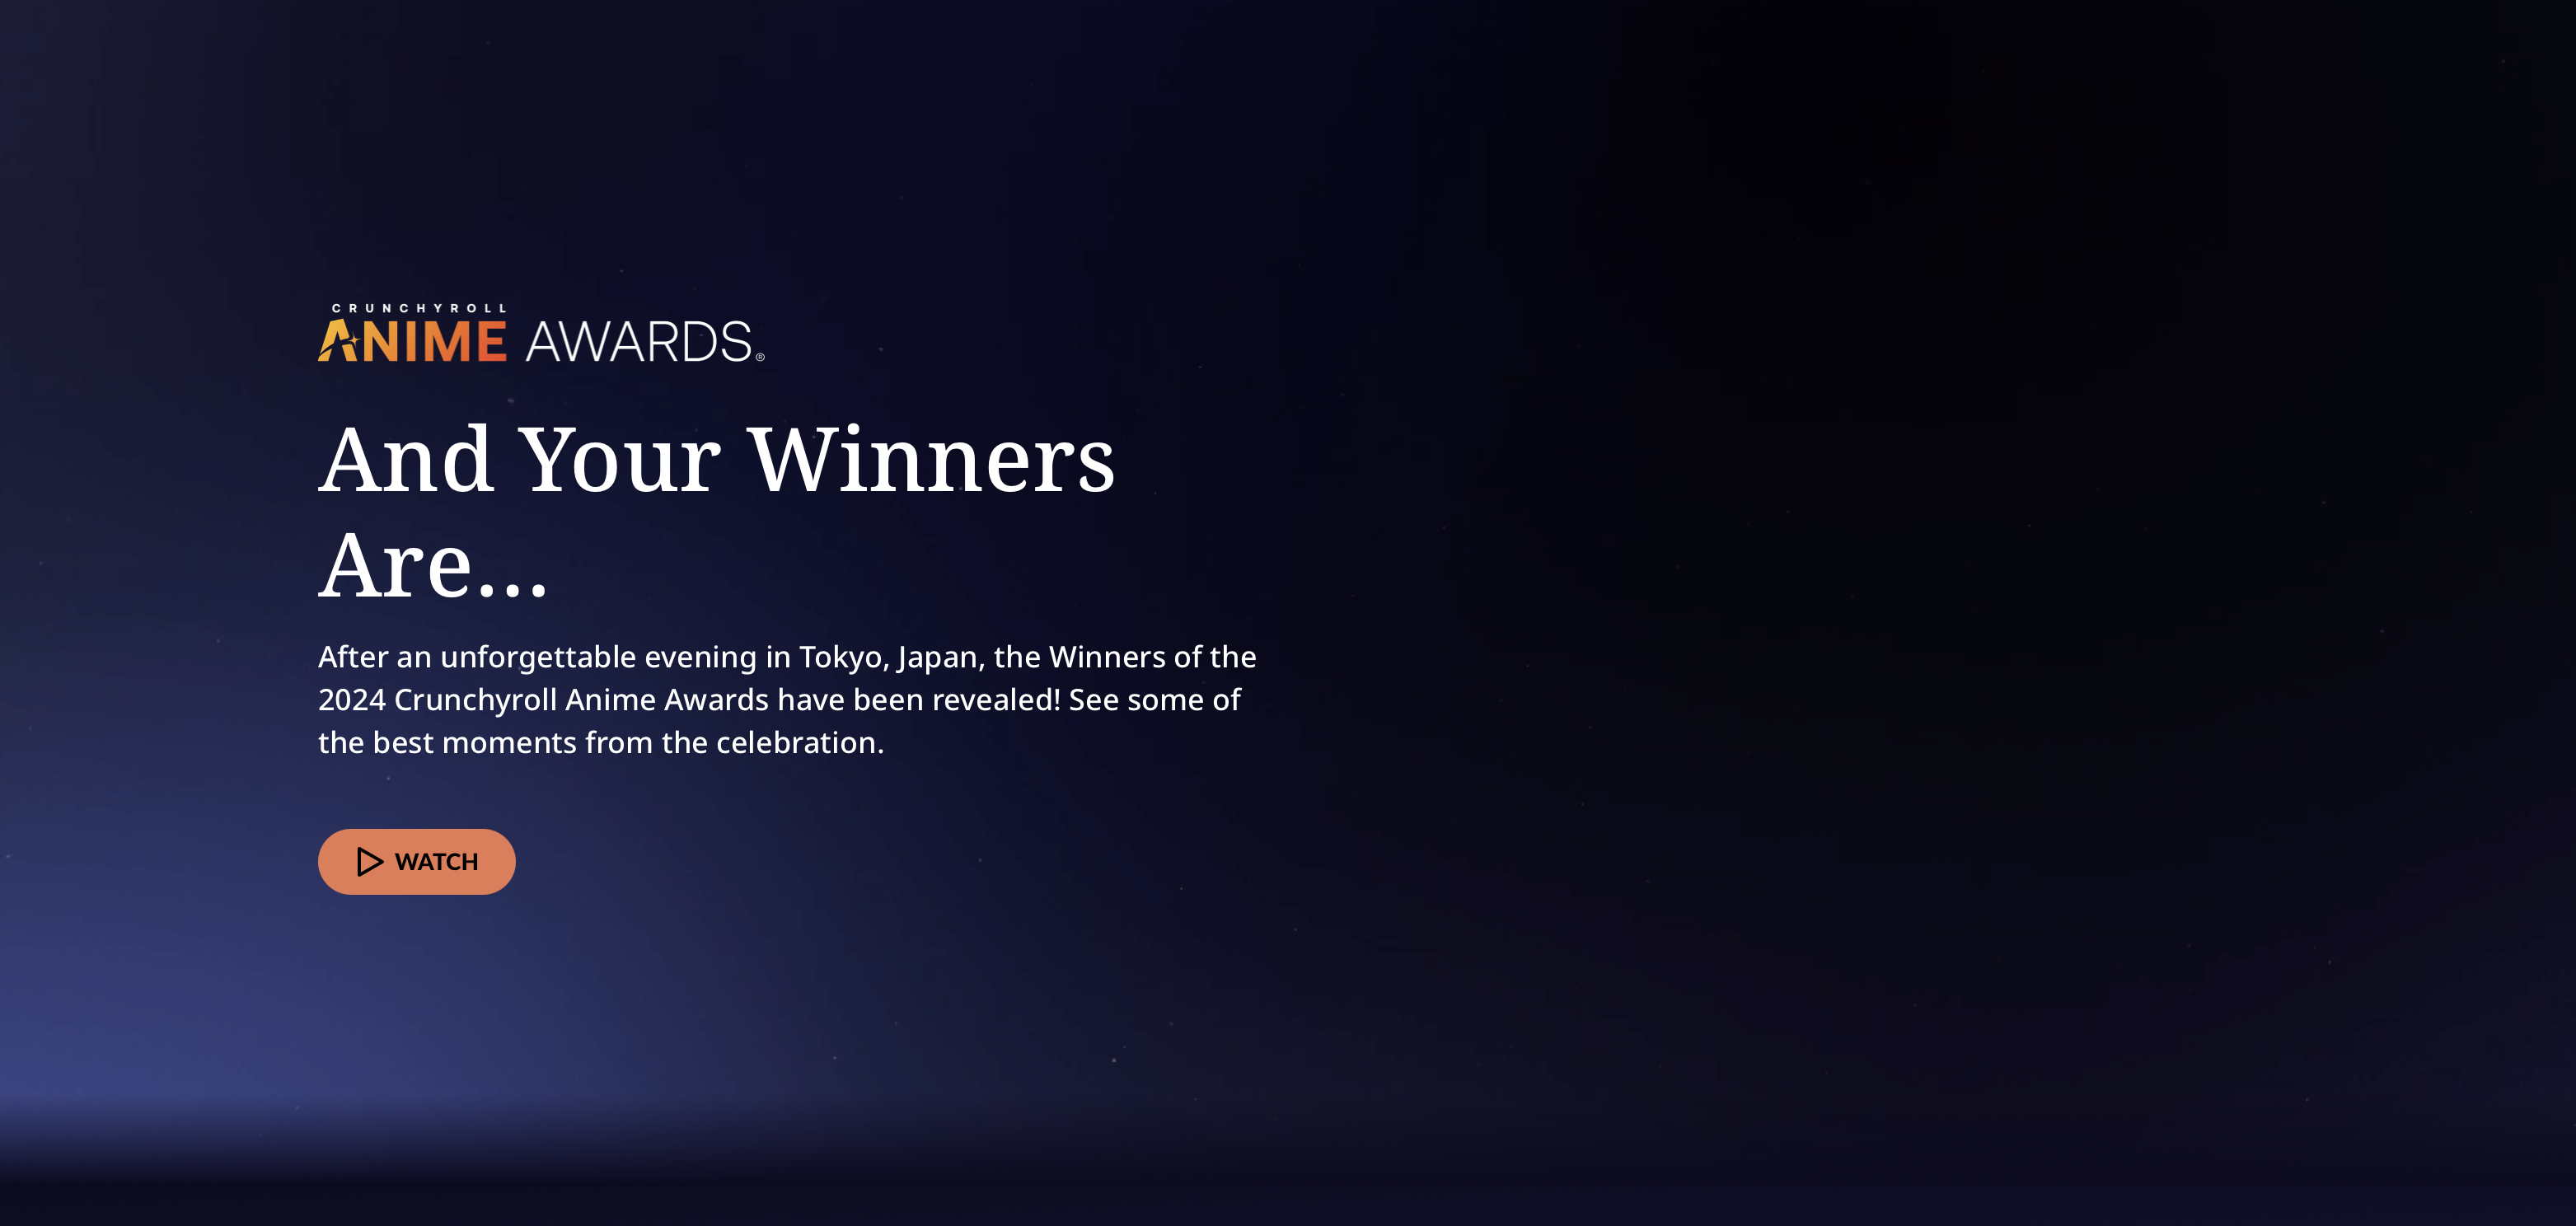 CRUNCHYROLL
ANIME AWARDS®
And Your Winners
Are...
After an unforgettable evening in Tokyo, Japan, the Winners of the
2024 Crunchyroll Anime Awards have been revealed! See some of
the best moments from the celebration.
WATCH